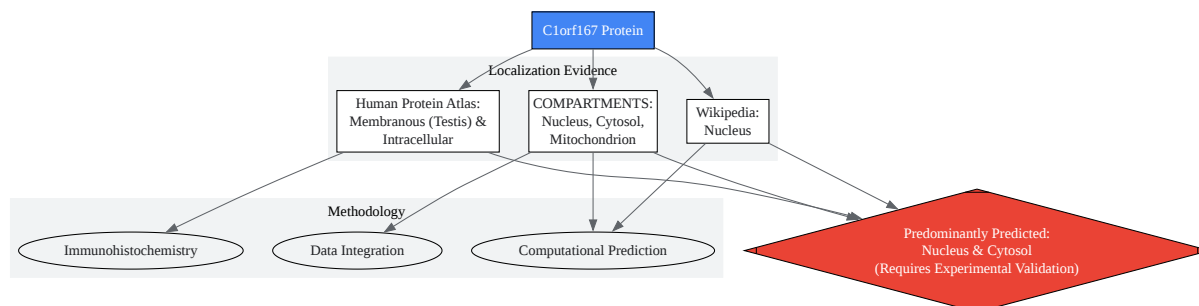 C1orf167 Protein
Localization Evidence
Human Protein Atlas:
Membranous (Testis) &
Intracellular
COMPARTMENTS:
Nucleus, Cytosol,
Mitochondrion
Wikipedia:
Nucleus
Methodology
Immunohistochemistry
Data Integration
Computational Prediction
Predominantly Predicted:
Nucleus & Cytosol
(Requires Experimental Validation)